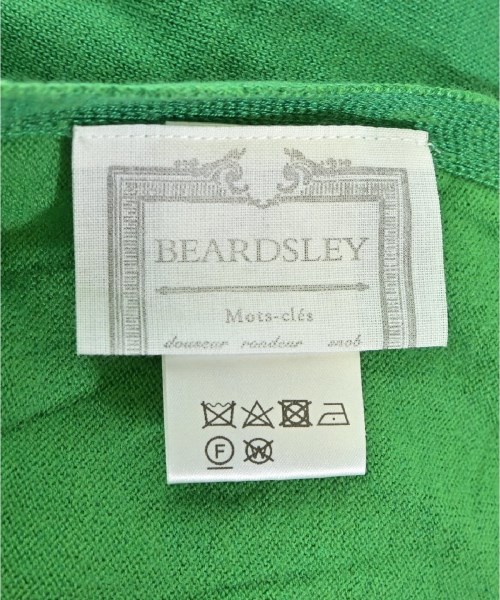 BEARDSLEY
Mots-clés
douceur rondeur snob
F W